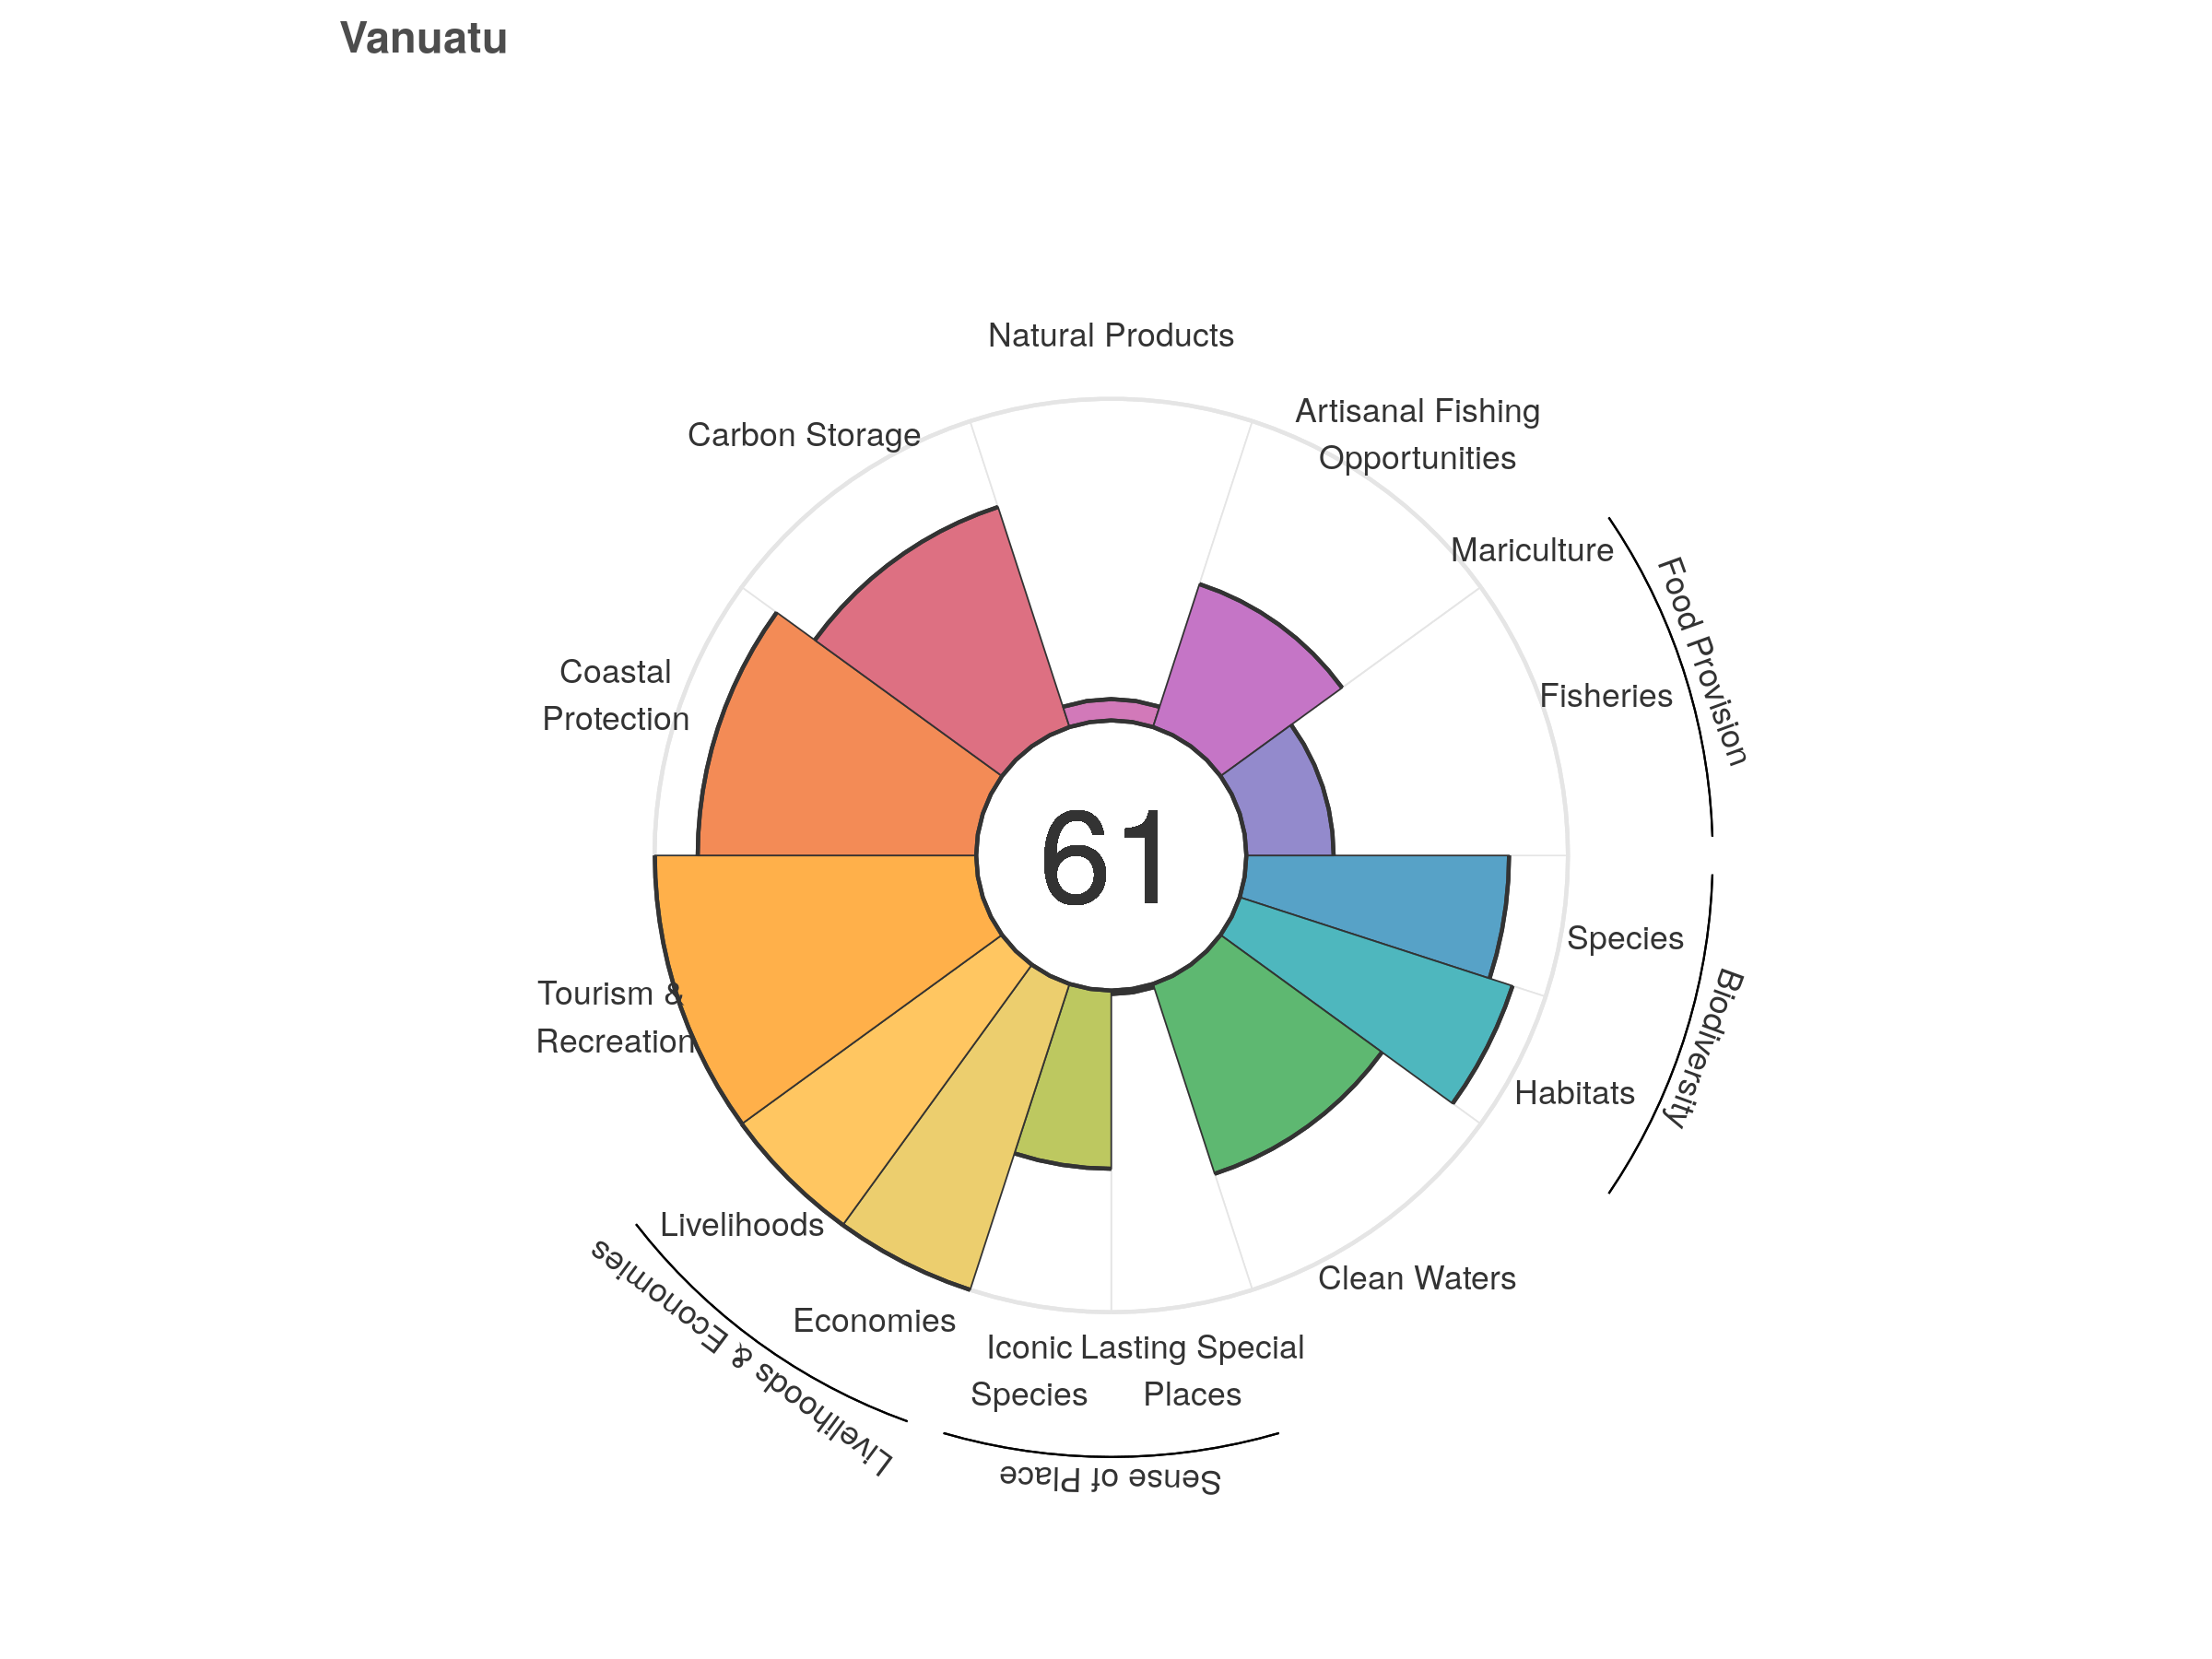 Vanuatu
Natural Products
Artisanal Fishing
Opportunities
Carbon Storage
Mariculture
Food Provision
Fisheries
Coastal
Protection
61
Species
Biodiversity
Tourism &
Recreation
Habitats
Livelihoods
Clean Waters
Economies
Livelihoods & Economies
Iconic
Species
Lasting Special
Places
Sense of Place